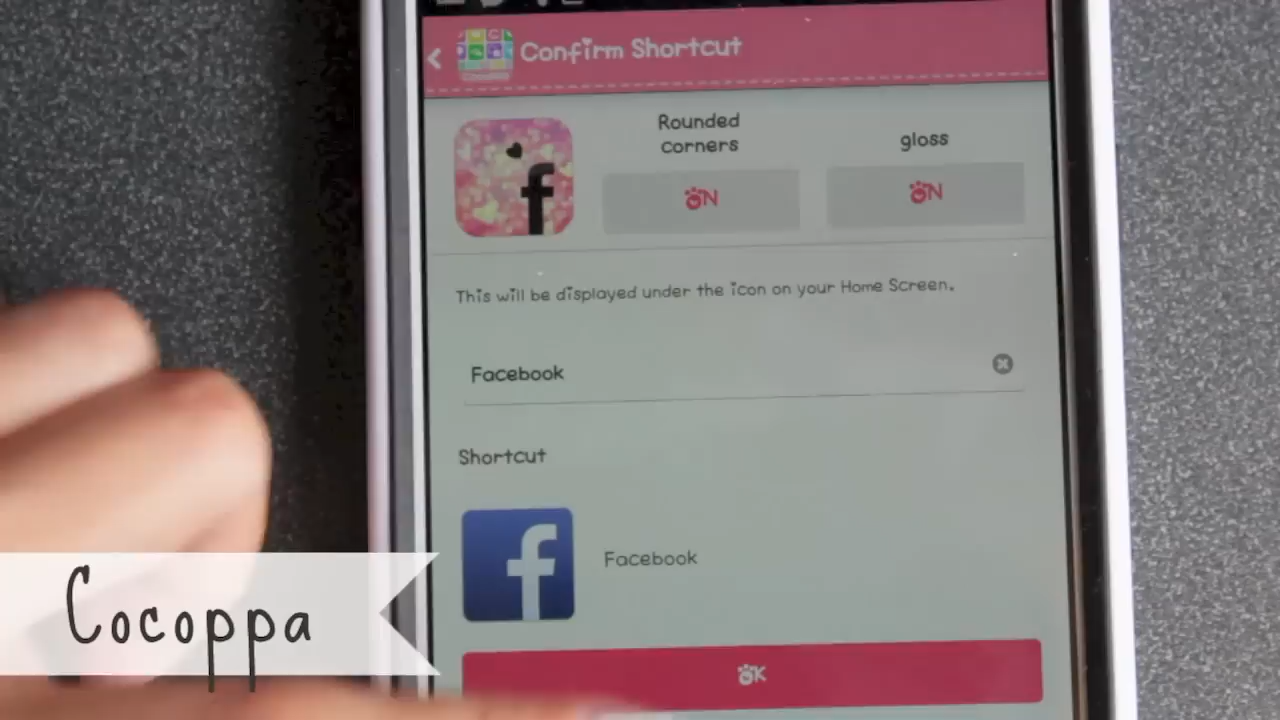 Confirm Shortcut
Rounded
corners
gloss
ON
ON
f
This will be displayed under the icon on your Home Screen.
Facebook
Shortcut
f
Facebook
OK
Cocoppa